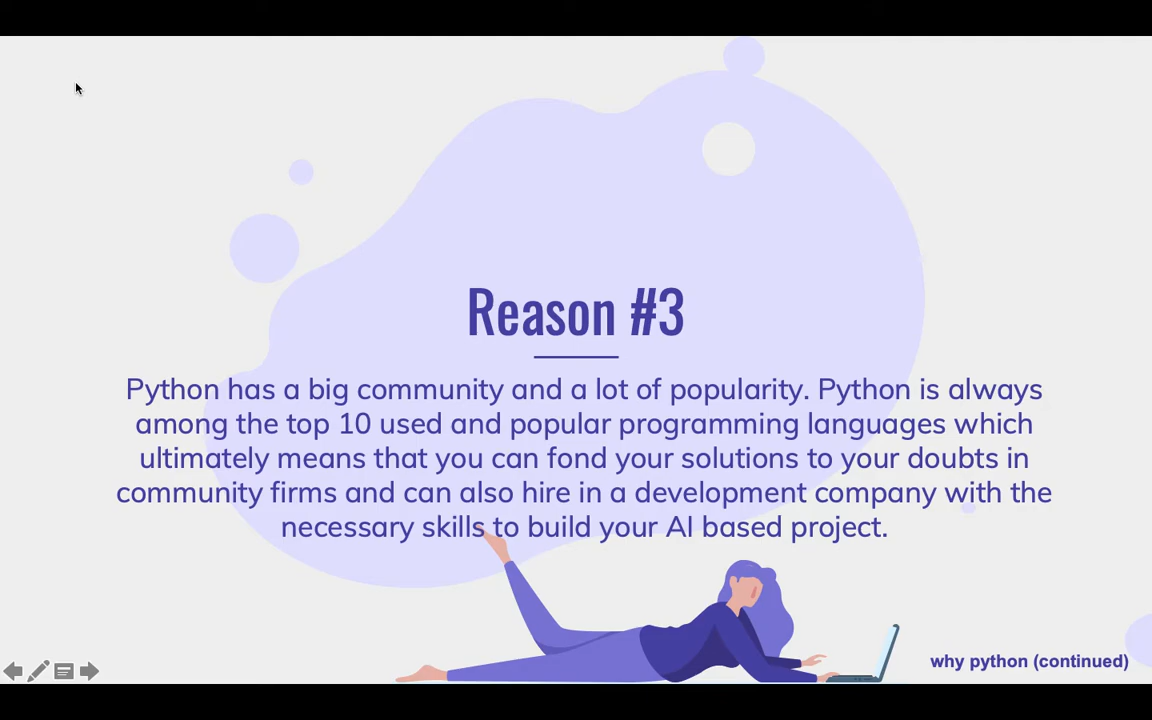 Reason #3
Python has a big community and a lot of popularity. Python is always
among the top 10 used and popular programming languages which
ultimately means that you can fond your solutions to your doubts in
community firms and can also hire in a development company with the
necessary skills to build your AI based project.
why python (continued)